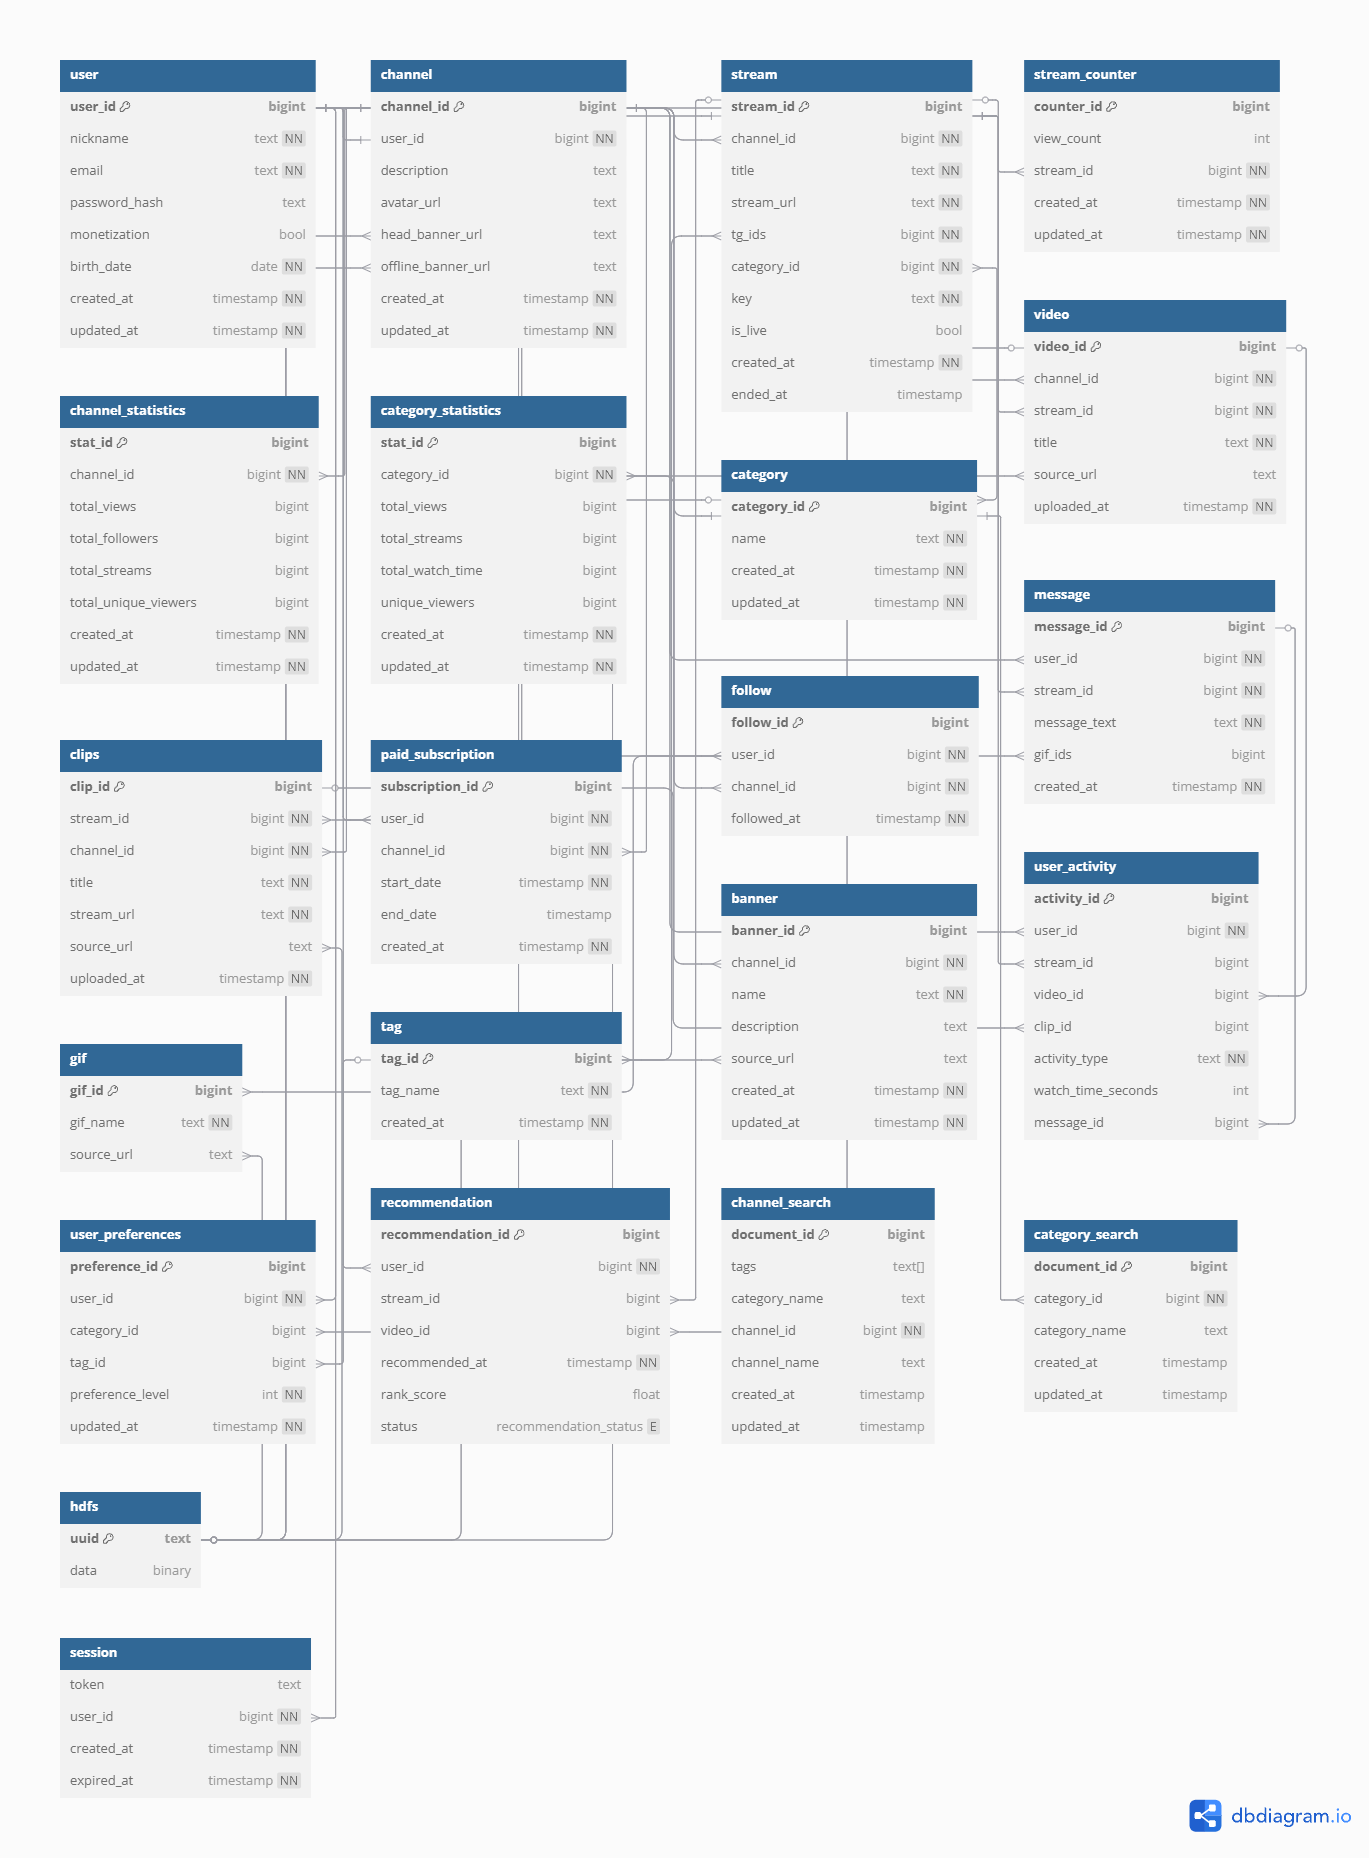 user
user_id bigint
nickname text NN
email text NN
password_hash text
monetization bool
birth_date date NN
created_at timestamp NN
updated_at timestamp NN
channel
channel_id bigint
user_id bigint NN
description text
avatar_url text
head_banner_url text
offline_banner_url text
created_at timestamp NN
updated_at timestamp NN
stream
stream_id bigint
channel_id bigint NN
title text NN
stream_url text NN
tg_ids bigint NN
category_id bigint NN
key text NN
is_live bool
created_at timestamp NN
ended_at timestamp
stream_counter
counter_id bigint
view_count int
stream_id bigint NN
created_at timestamp NN
updated_at timestamp NN
video
video_id bigint
channel_id bigint NN
stream_id bigint NN
title text NN
source_url text
uploaded_at timestamp NN
channel_statistics
stat_id bigint
channel_id bigint NN
total_views bigint
total_followers bigint
total_streams bigint
total_unique_viewers bigint
created_at timestamp NN
updated_at timestamp NN
category_statistics
stat_id bigint
category_id bigint NN
total_views bigint
total_streams bigint
total_watch_time bigint
unique_viewers bigint
created_at timestamp NN
updated_at timestamp NN
category
category_id bigint
name text NN
created_at timestamp NN
updated_at timestamp NN
message
message_id bigint
user_id bigint NN
stream_id bigint NN
message_text text NN
gif_ids bigint
created_at timestamp NN
follow
follow_id bigint
user_id bigint NN
channel_id bigint NN
followed_at timestamp NN
clips
clip_id bigint
stream_id bigint NN
channel_id bigint NN
title text NN
stream_url text NN
source_url text
uploaded_at timestamp NN
paid_subscription
subscription_id bigint
user_id bigint NN
channel_id bigint NN
start_date timestamp NN
end_date timestamp
created_at timestamp NN
banner
banner_id bigint
channel_id bigint NN
name text NN
description text
source_url text
created_at timestamp NN
updated_at timestamp NN
user_activity
activity_id bigint
user_id bigint NN
stream_id bigint
video_id bigint
clip_id bigint
activity_type text NN
watch_time_seconds int
message_id bigint
gif
gif_id bigint
gif_name text NN
source_url text
tag
tag_id bigint
tag_name text NN
created_at timestamp NN
user_preferences
preference_id bigint
user_id bigint NN
category_id bigint
tag_id bigint
preference_level int NN
updated_at timestamp NN
recommendation
recommendation_id bigint
user_id bigint NN
stream_id bigint
video_id bigint
recommended_at timestamp NN
rank_score float
status recommendation_status E
channel_search
document_id bigint
tags text[]
category_name text
channel_id bigint NN
channel_name text
created_at timestamp
updated_at timestamp
category_search
document_id bigint
category_id bigint NN
category_name text
created_at timestamp
updated_at timestamp
hdfs
uuid text
data binary
session
token text
user_id bigint NN
created_at timestamp NN
expired_at timestamp NN
dbdiagram.io